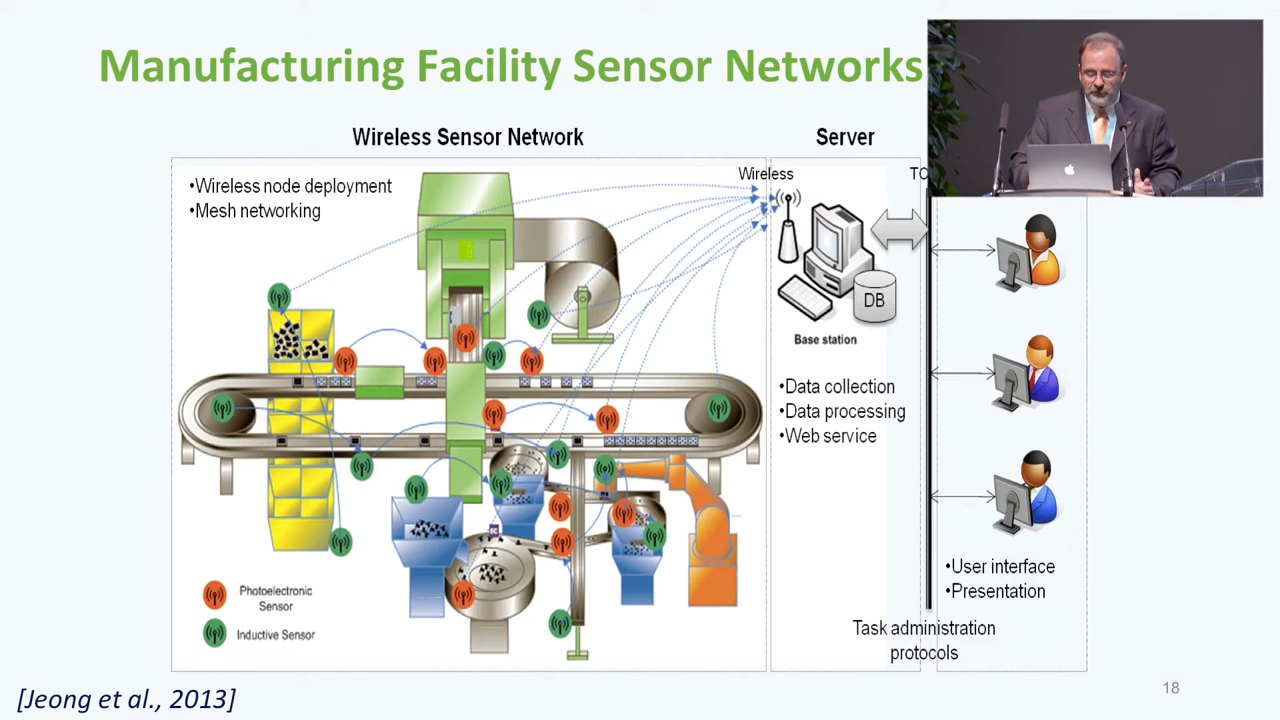 Manufacturing Facility Sensor Networks
Wireless Sensor Network
Server
•Wireless node deployment
•Mesh networking
Wireless
TC
DB
Base station
•Data collection
•Data processing
•Web service
Photoelectronic
Sensor
Inductive Sensor
•User interface
•Presentation
Task administration
protocols
[Jeong et al., 2013]
18